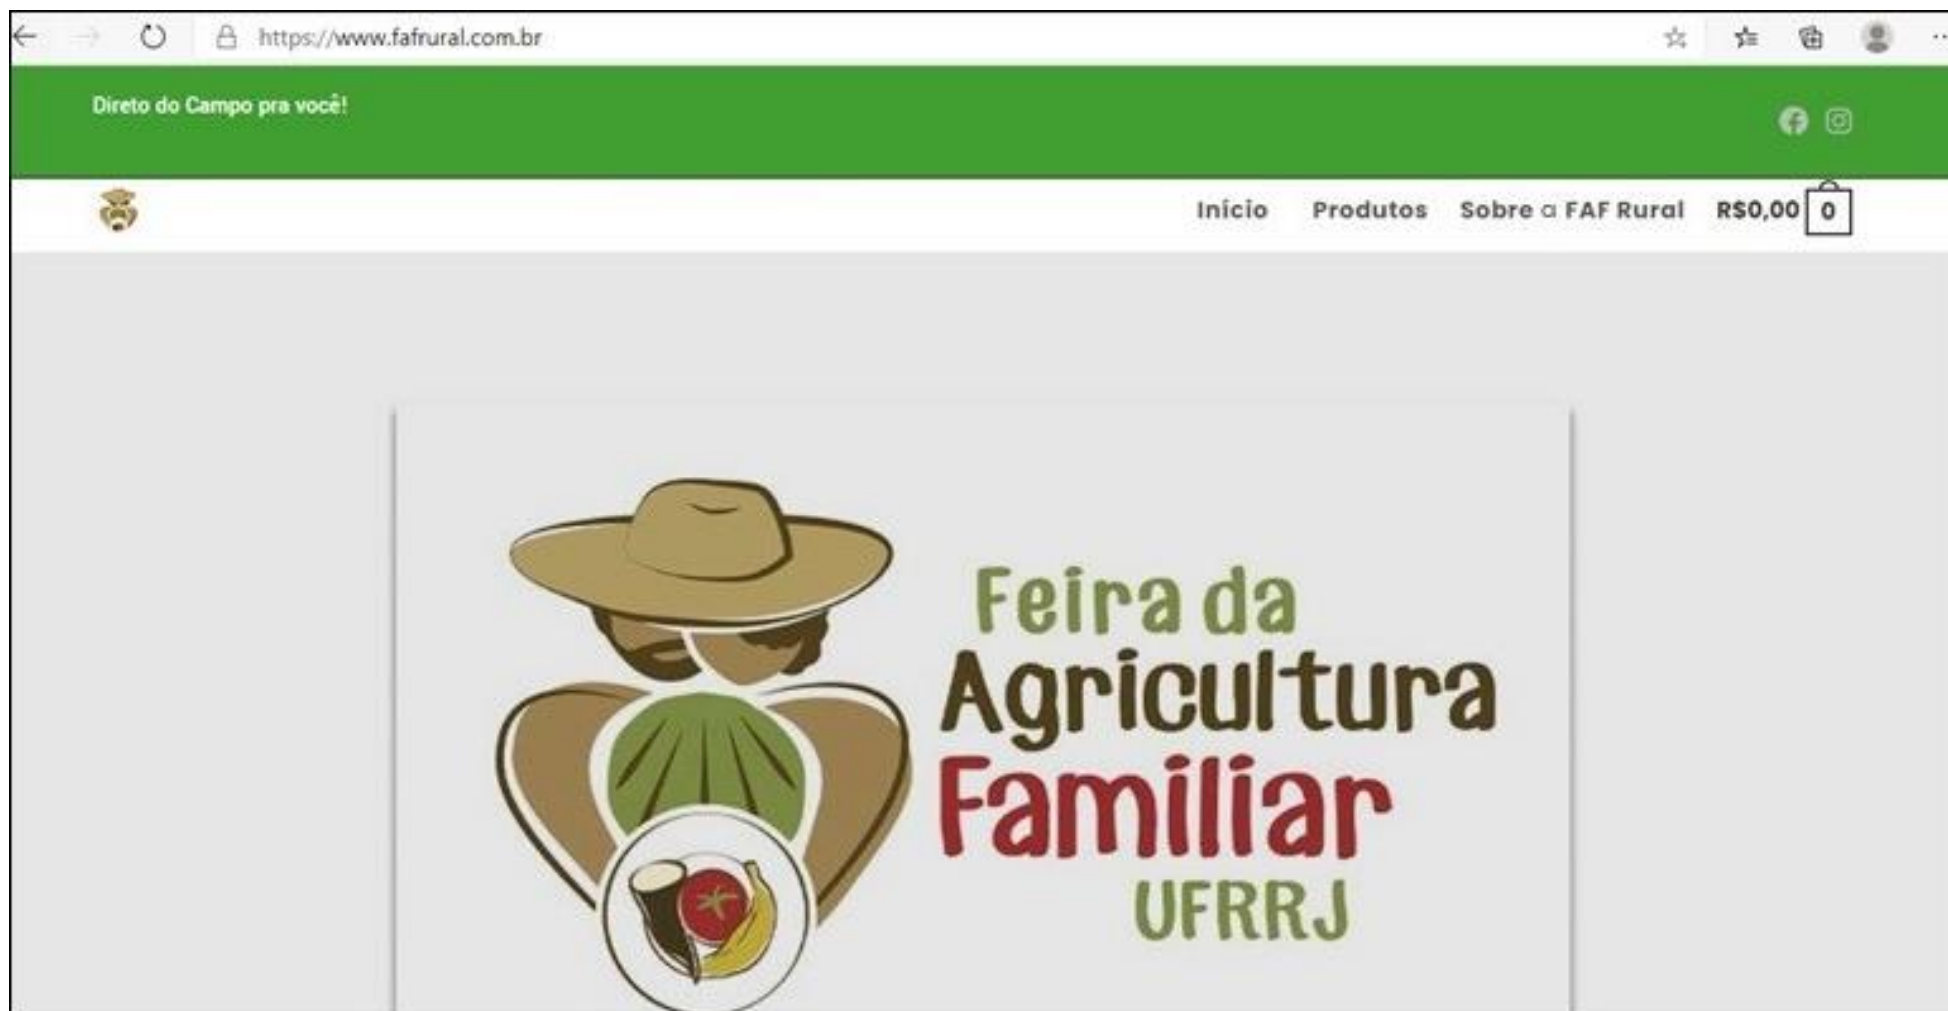 https://www.fafrural.com.br
Direto do Campo pra você!
Início Produtos Sobre a FAF Rural R$0,00 0
Feira da
Agricultura
Familiar
UFRRJ